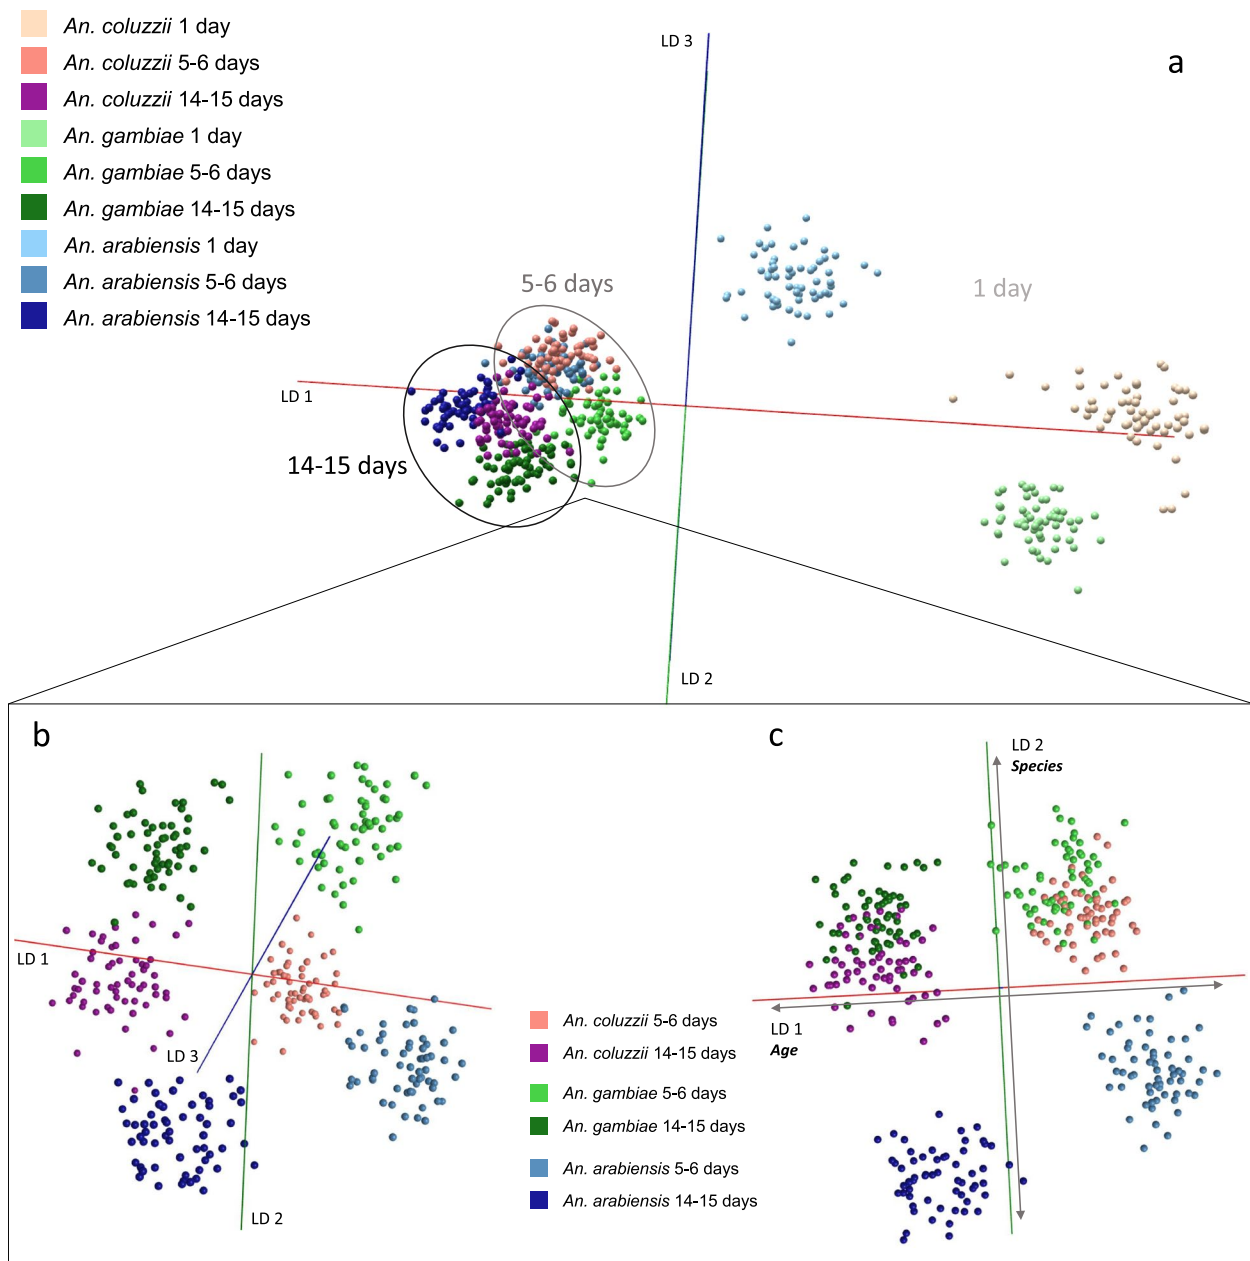 An. coluzzii 1 day
An. coluzzii 5-6 days
An. coluzzii 14-15 days
An. gambiae 1 day
An. gambiae 5-6 days
An. gambiae 14-15 days
An. arabiensis 1 day
An. arabiensis 5-6 days
An. arabiensis 14-15 days
LD 3
a
5-6 days
1 day
LD 1
14-15 days
LD 2
b
LD 1
LD 3
LD 2
An. coluzzii 5-6 days
An. coluzzii 14-15 days
An. gambiae 5-6 days
An. gambiae 14-15 days
An. arabiensis 5-6 days
An. arabiensis 14-15 days
c
LD 2
Species
LD 1
Age